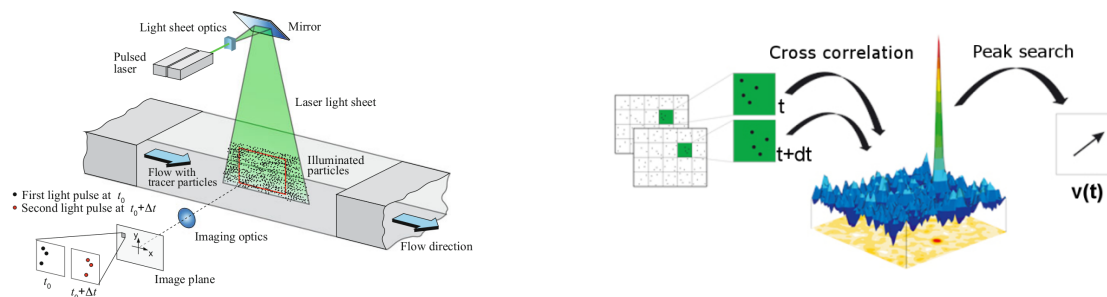 Light sheet optics
Mirror
Pulsed
laser
Laser light sheet
Illuminated
particles
Flow with
tracer particles
• First light pulse at t₀
• Second light pulse at t₀+Δt
Imaging optics
Flow direction
y
x
Image plane
t₀
t₀+Δt
Cross correlation
Peak search
t
t+dt
v(t)